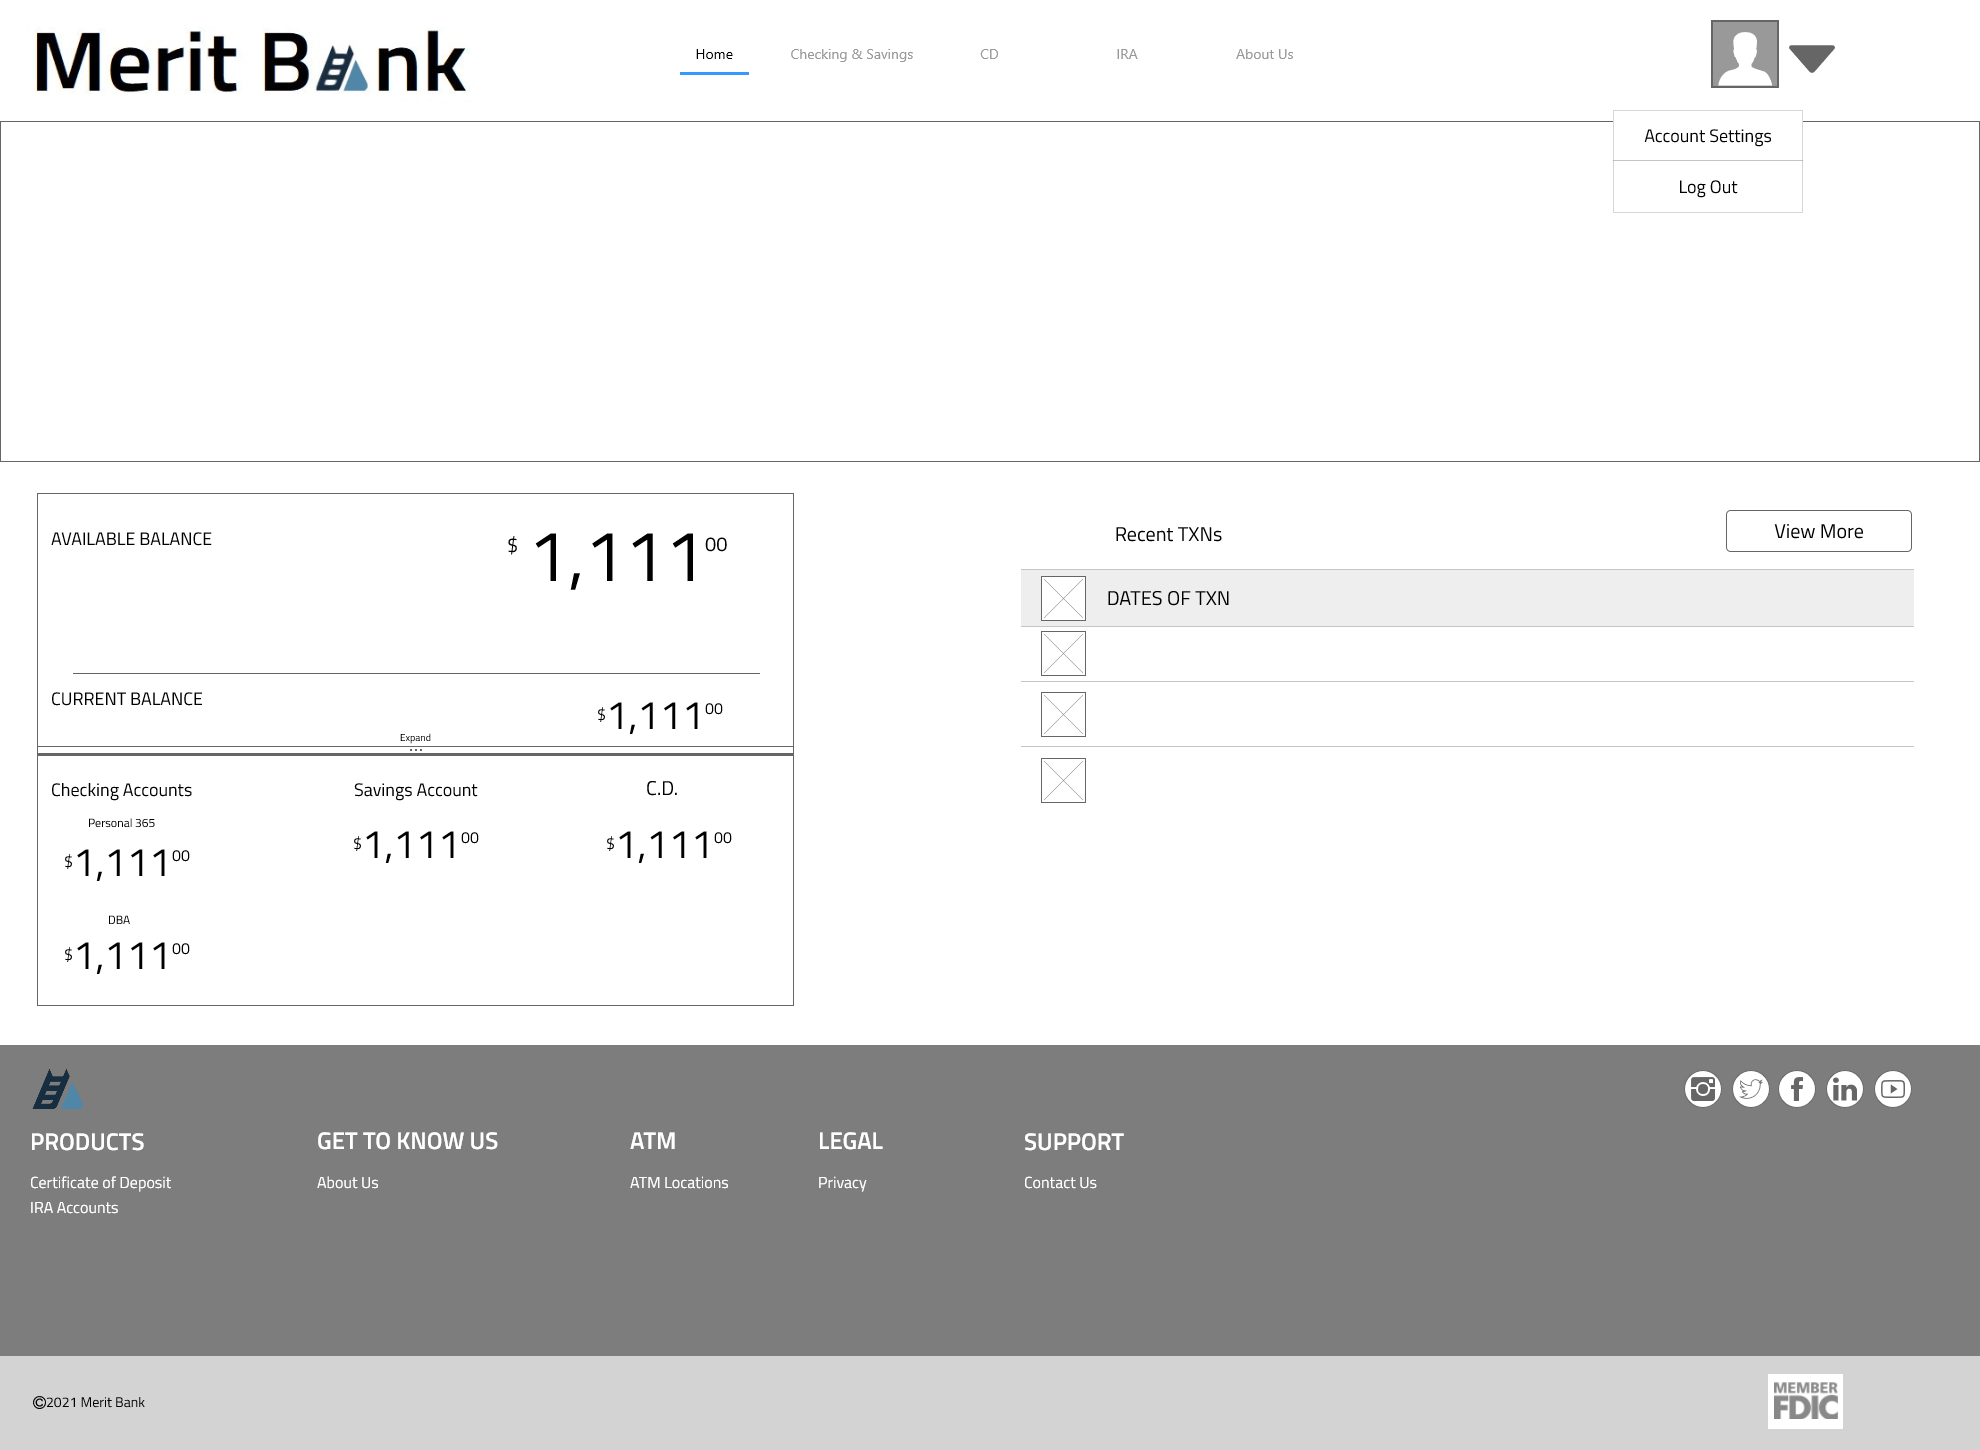 Merit Bank
Home
Checking & Savings
CD
IRA
About Us
Account Settings
Log Out
AVAILABLE BALANCE
$ 1,111 00
CURRENT BALANCE
$ 1,111 00
Expand
...
Checking Accounts
Savings Account
C.D.
Personal 365
$ 1,111 00
$ 1,111 00
$ 1,111 00
DBA
$ 1,111 00
Recent TXNs
View More
DATES OF TXN
PRODUCTS
Certificate of Deposit
IRA Accounts
GET TO KNOW US
About Us
ATM
ATM Locations
LEGAL
Privacy
SUPPORT
Contact Us
f
in
©2021 Merit Bank
MEMBER
FDIC